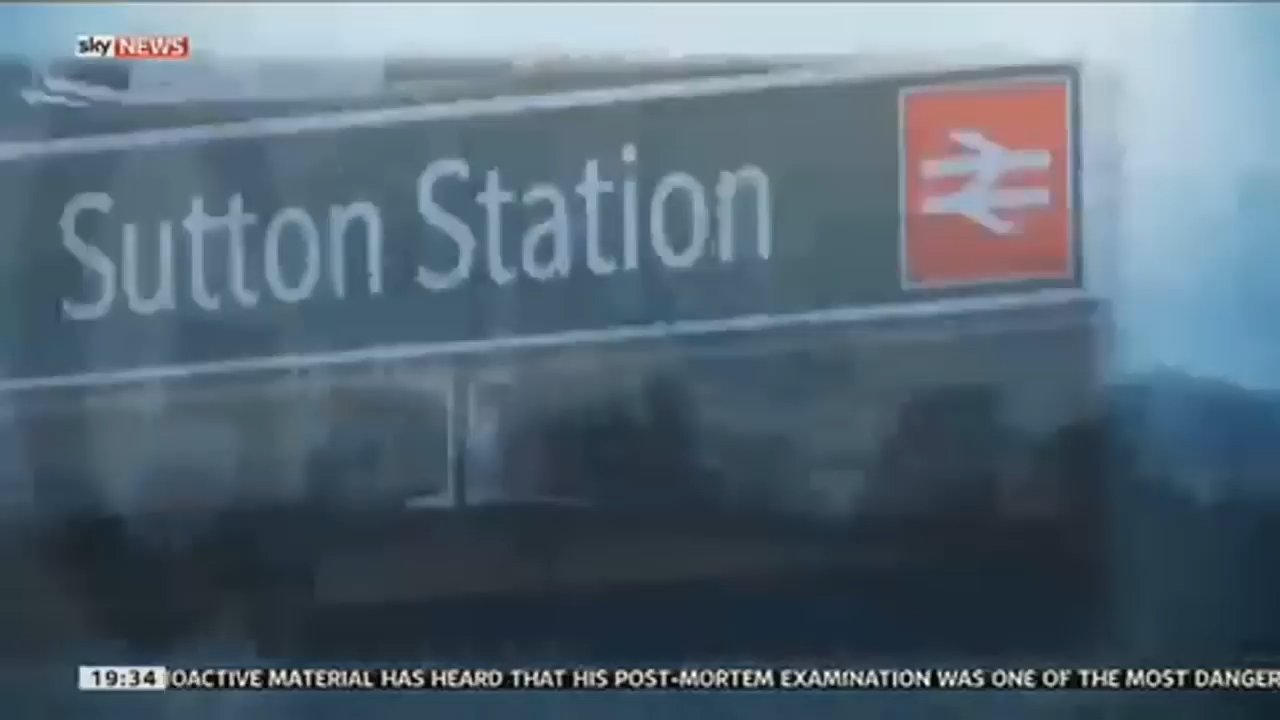 sky NEWS
Sutton Station
19:34 OACTIVE MATERIAL HAS HEARD THAT HIS POST-MORTEM EXAMINATION WAS ONE OF THE MOST DANGER